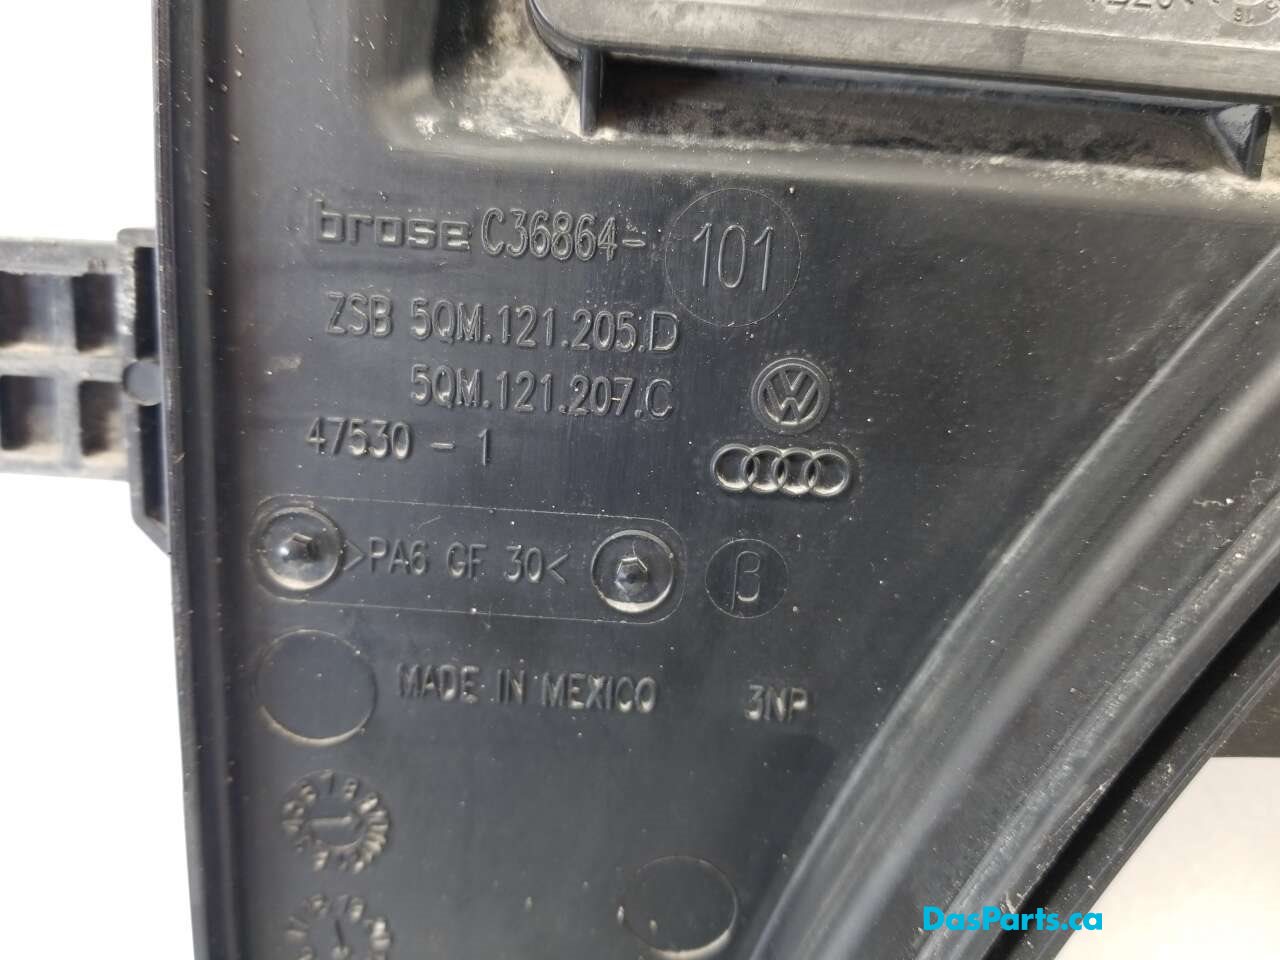 brose C36864- 101
ZSB 5QM.121.205.D
5QM.121.207.C
47530 - 1
>PA6 GF 30<
β
MADE IN MEXICO 3NP
DasParts.ca